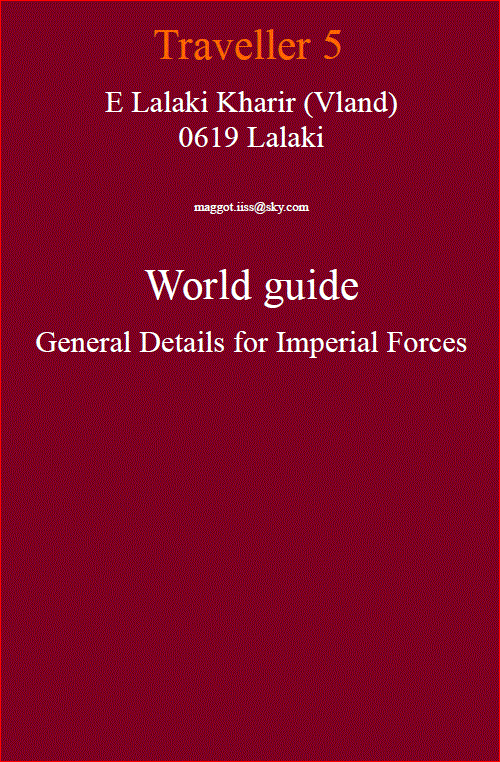 Traveller 5
E Lalaki Kharir (Vland)
0619 Lalaki
maggot.iiss@sky.com
World guide
General Details for Imperial Forces